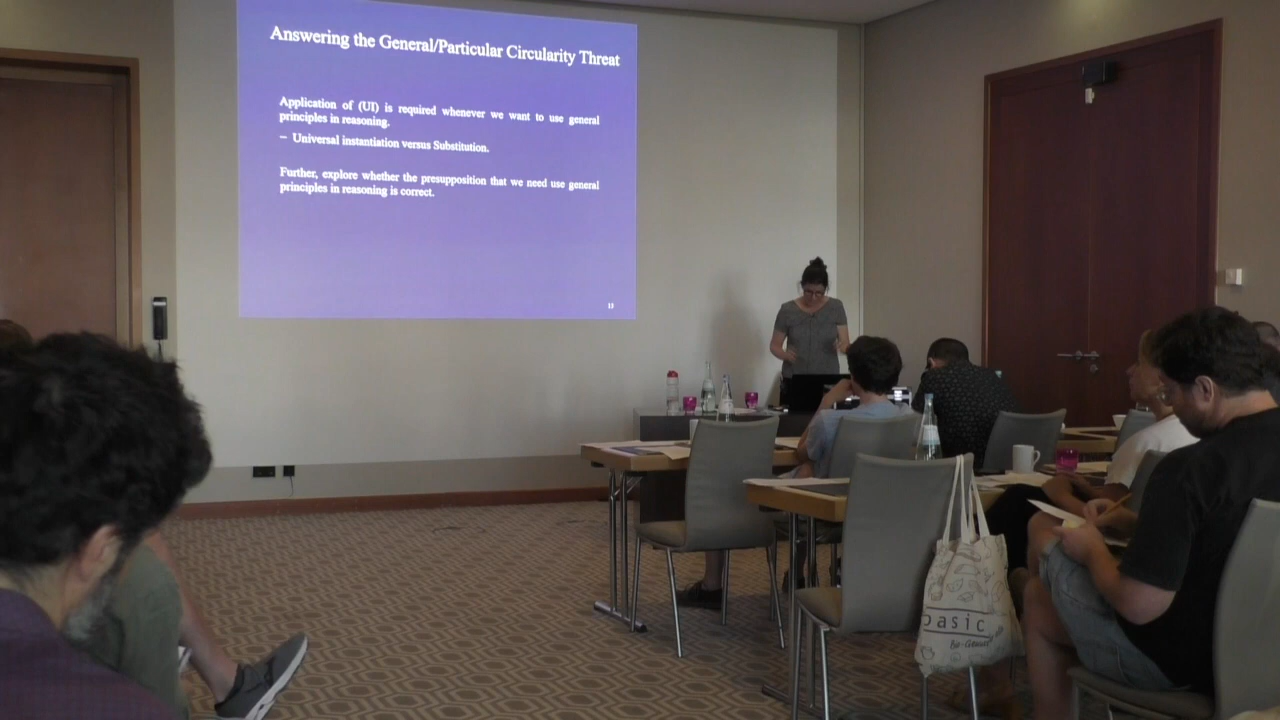 Answering the General/Particular Circularity Threat
Application of (UI) is required whenever we want to use general
principles in reasoning.
– Universal instantiation versus Substitution.
Further, explore whether the presupposition that we need use general
principles in reasoning is correct.
basic